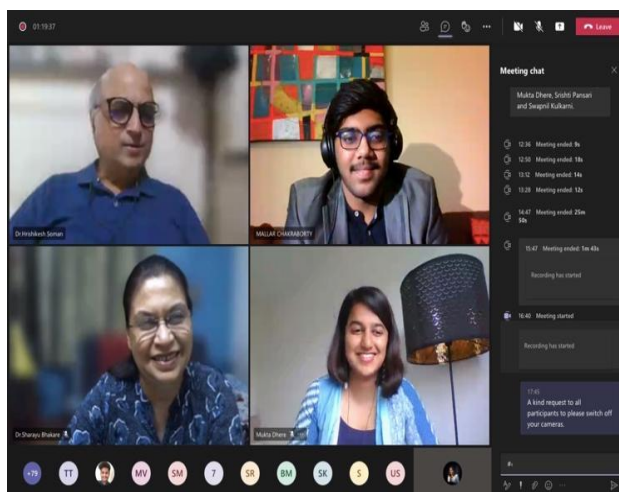 01:19:37
Leave
Meeting chat
Mukta Dhere, Srishti Pansari
and Swapnil Kulkarni.
12:36 Meeting ended: 9s
12:50 Meeting ended: 18s
13:12 Meeting ended: 14s
13:28 Meeting ended: 12s
14:47 Meeting ended: 25m
50s
15:47 Meeting ended: 1m 43s
Recording has started
16:40 Meeting started
Recording has started
17:45
A kind request to all
participants to please switch off
your cameras.
Dr.Hrishikesh Soman
MALLAR CHAKRABORTY
Dr.Sharayu Bhakare
Mukta Dhere
+79
TT
MV
SM
7
SR
BM
SK
S
US